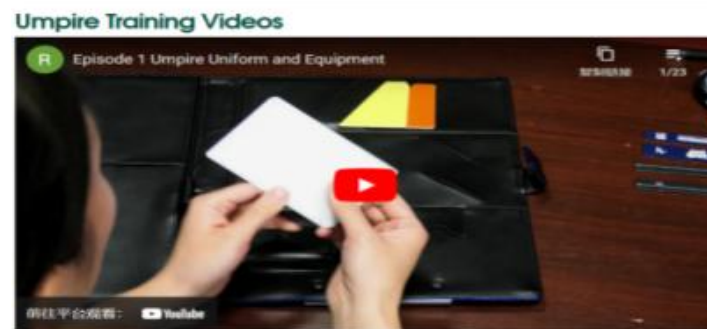 Umpire Training Videos
R
Episode 1 Umpire Uniform and Equipment
1/23
前往平台观看：
YouTube